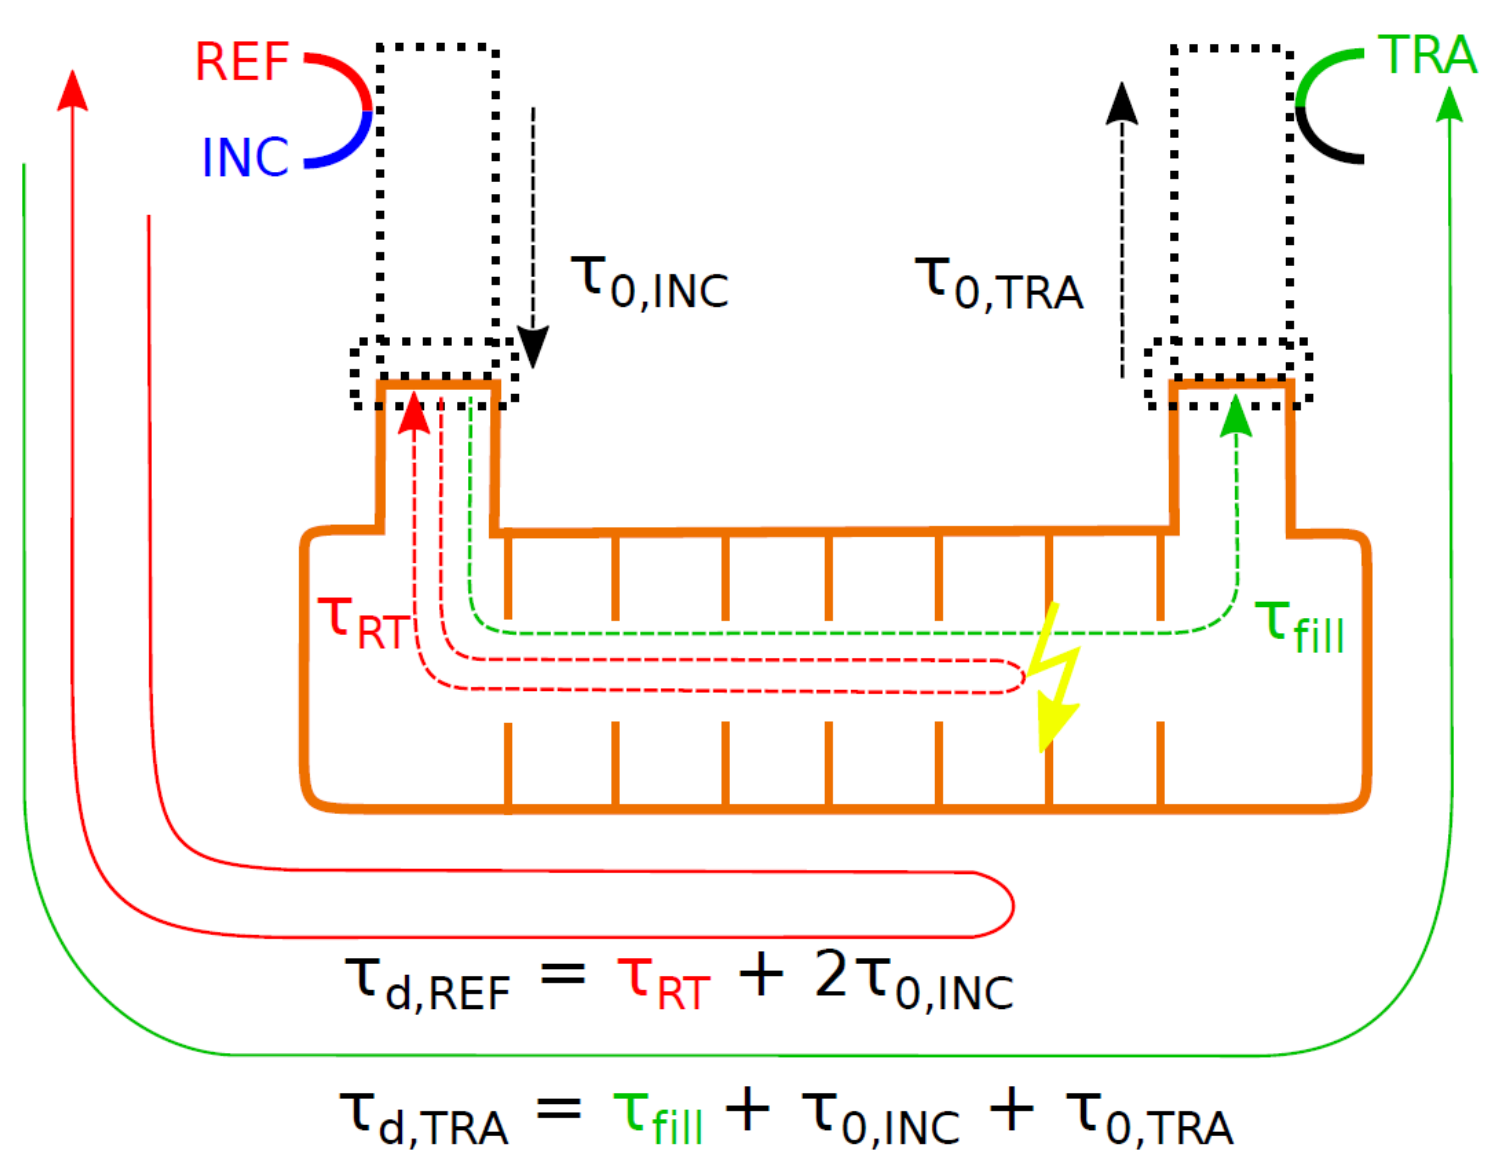 REF
TRA
INC
τ0,INC
τ0,TRA
τRT
τfill
τd,REF = τRT + 2τ0,INC
τd,TRA = τfill + τ0,INC + τ0,TRA